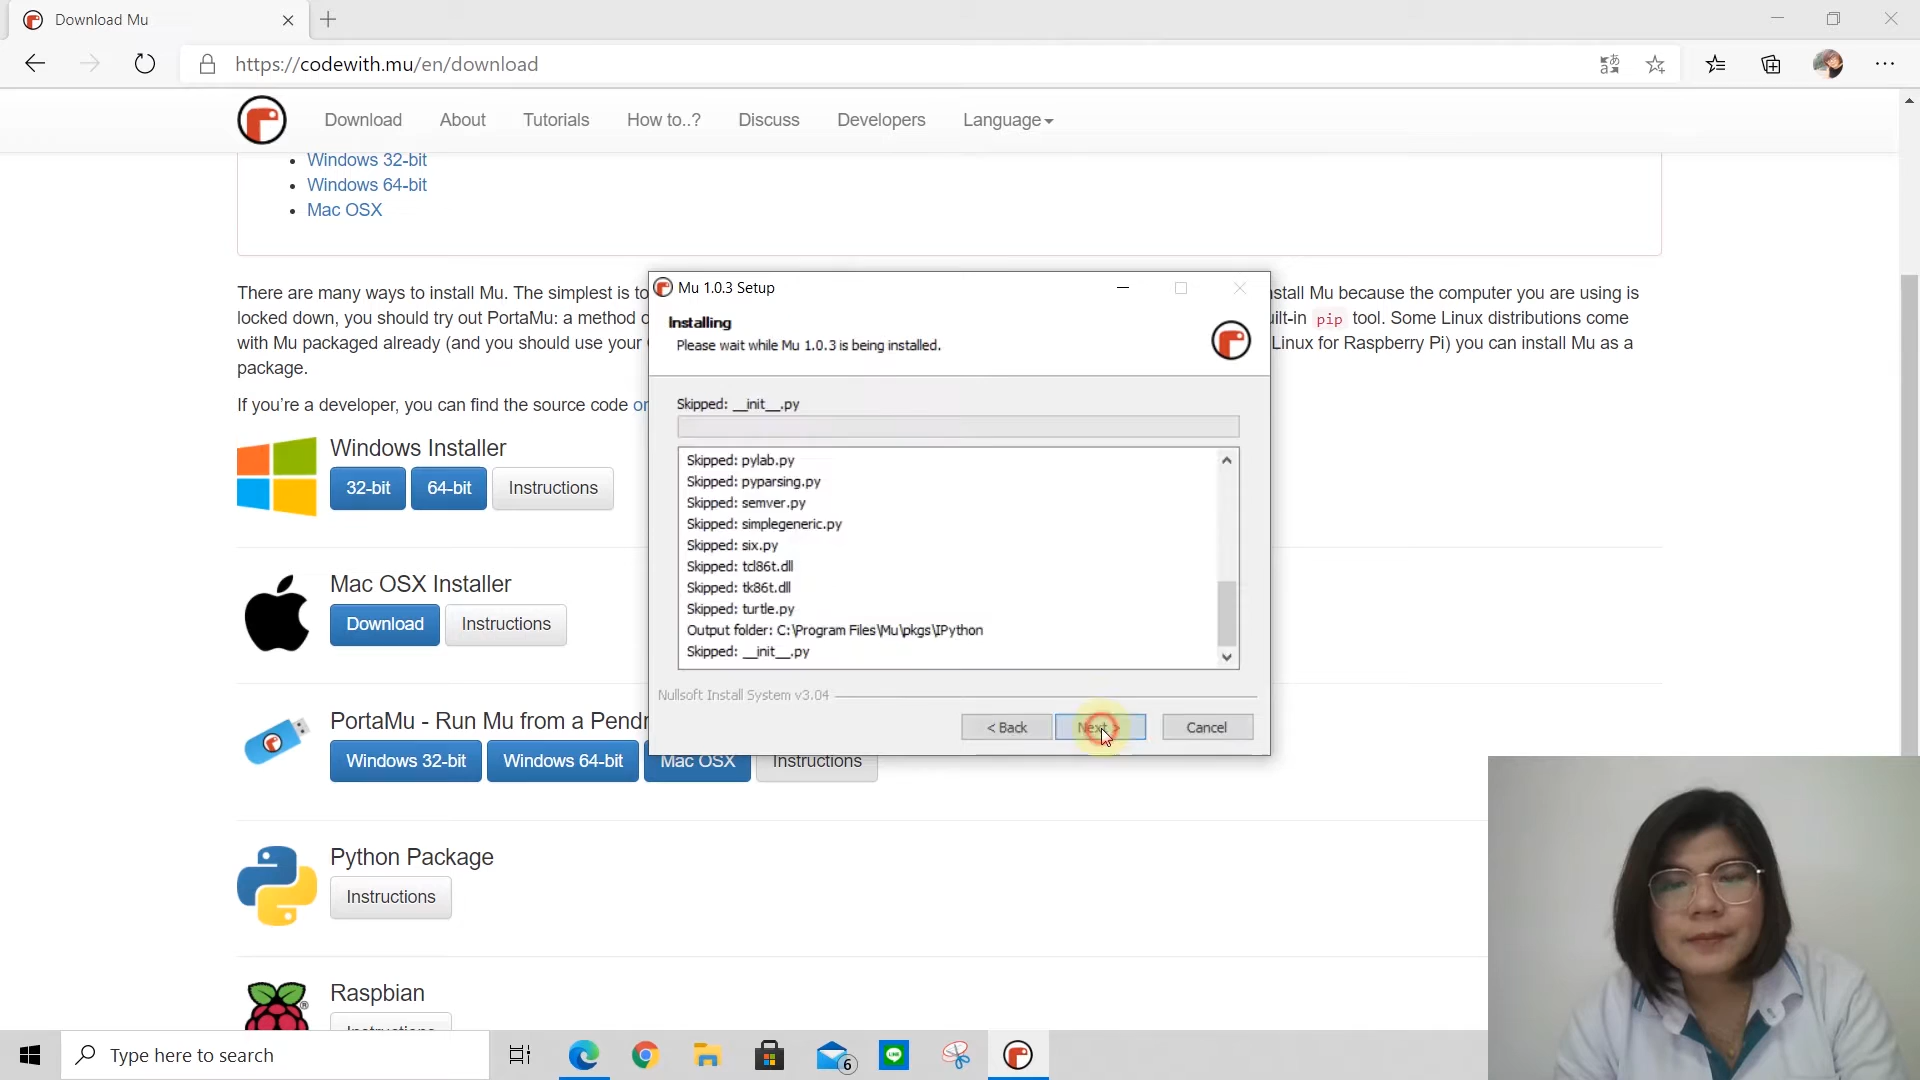 Download Mu
https://codewith.mu/en/download
Download
About
Tutorials
How to..?
Discuss
Developers
Language
Windows 32-bit
Windows 64-bit
Mac OSX
There are many ways to install Mu. The simplest is to
stall Mu because the computer you are using is
locked down, you should try out PortaMu: a method
uilt-in pip tool. Some Linux distributions come
with Mu packaged already (and you should use your
Linux for Raspberry Pi) you can install Mu as a
package.
If you're a developer, you can find the source code
Windows Installer
32-bit
64-bit
Instructions
Mac OSX Installer
Download
Instructions
PortaMu - Run Mu from a Pend
Windows 32-bit
Windows 64-bit
Mac OSX
Instructions
Python Package
Instructions
Raspbian
Mu 1.0.3 Setup
Installing
Please wait while Mu 1.0.3 is being installed.
Skipped: __init__.py
Skipped: pylab.py
Skipped: pyparsing.py
Skipped: semver.py
Skipped: simplegeneric.py
Skipped: six.py
Skipped: tcl86t.dll
Skipped: tk86t.dll
Skipped: turtle.py
Output folder: C:\Program Files\Mu\pkgs\IPython
Skipped: __init__.py
Nullsoft Install System v3.04
< Back
Next >
Cancel
Type here to search
6
LINE